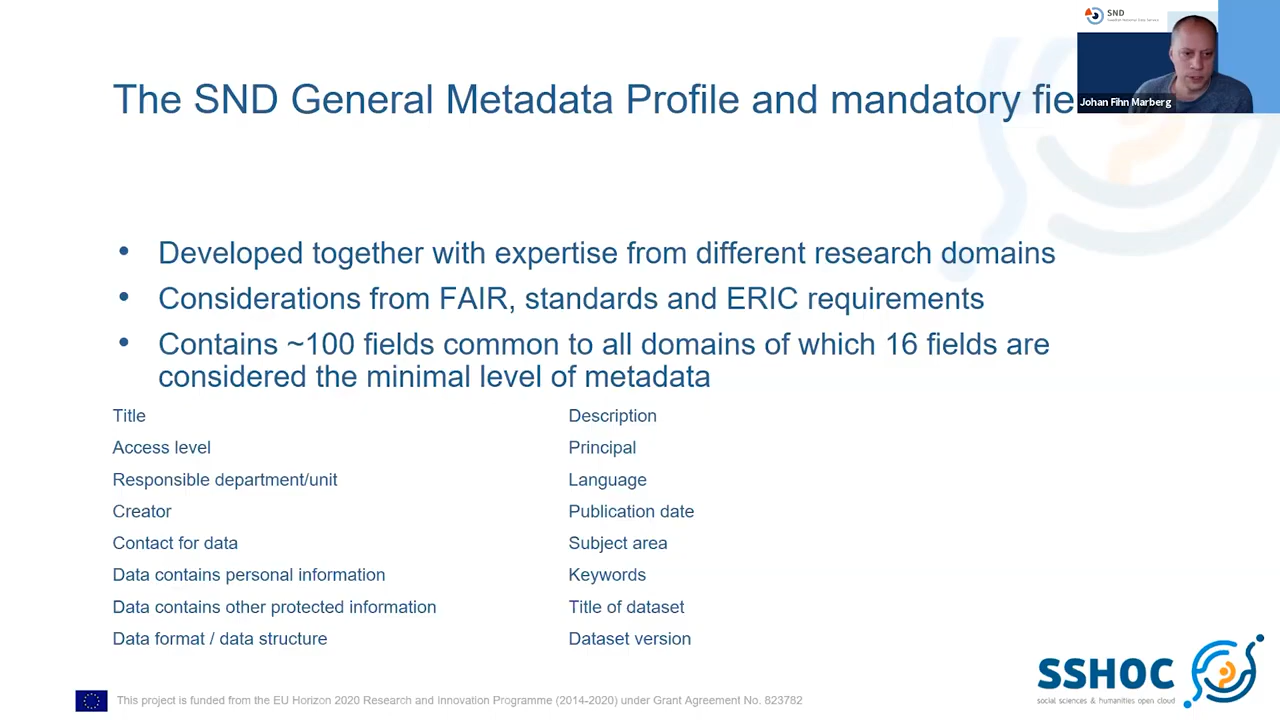 SND
The SND General Metadata Profile and mandatory fie
Johan Fihn Marberg
• Developed together with expertise from different research domains
• Considerations from FAIR, standards and ERIC requirements
• Contains ~100 fields common to all domains of which 16 fields are
considered the minimal level of metadata
Title
Description
Access level
Principal
Responsible department/unit
Language
Creator
Publication date
Contact for data
Subject area
Data contains personal information
Keywords
Data contains other protected information
Title of dataset
Data format / data structure
Dataset version
SSHOC
social sciences & humanities open cloud
This project is funded from the EU Horizon 2020 Research and Innovation Programme (2014-2020) under Grant Agreement No. 823782